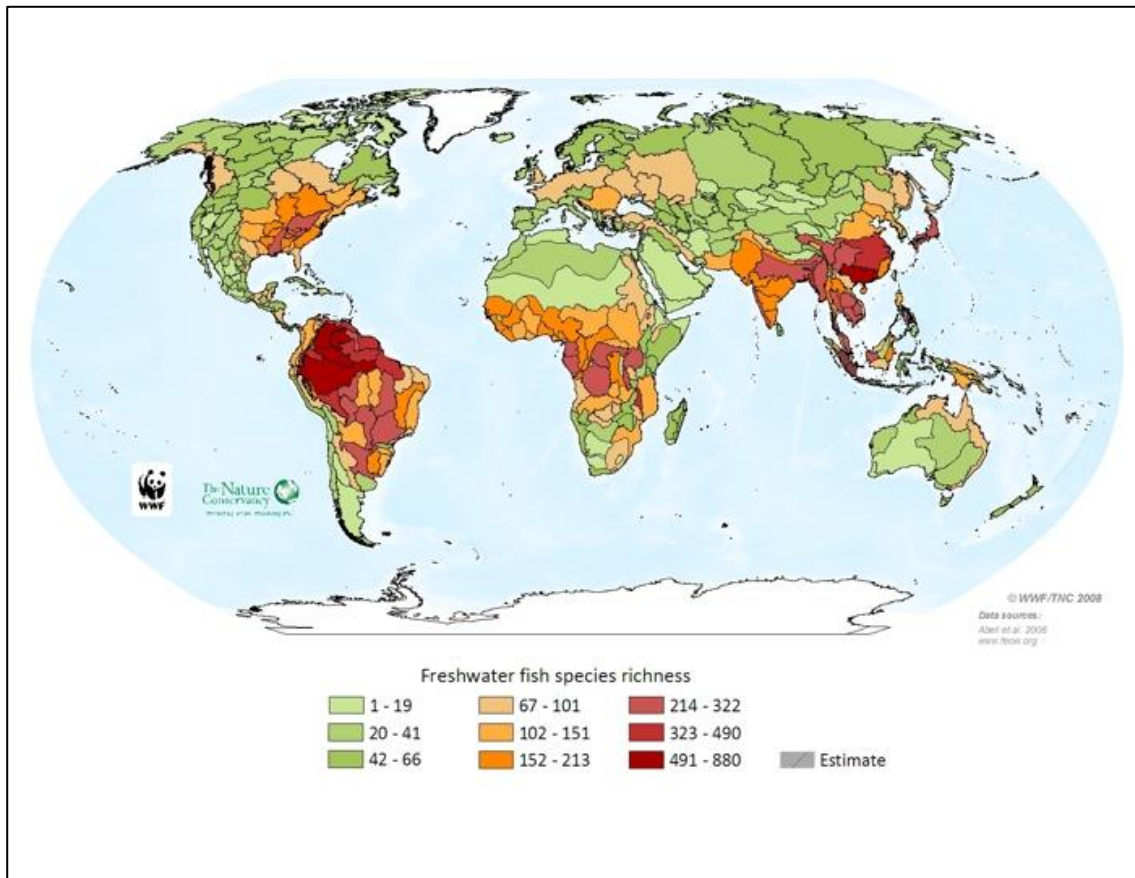 WWF
The Nature
Conservancy
© WWF/TNC 2008
Data sources:
Abell et al. 2008
www.feow.org
Freshwater fish species richness
1 - 19
67 - 101
214 - 322
20 - 41
102 - 151
323 - 490
42 - 66
152 - 213
491 - 880
Estimate